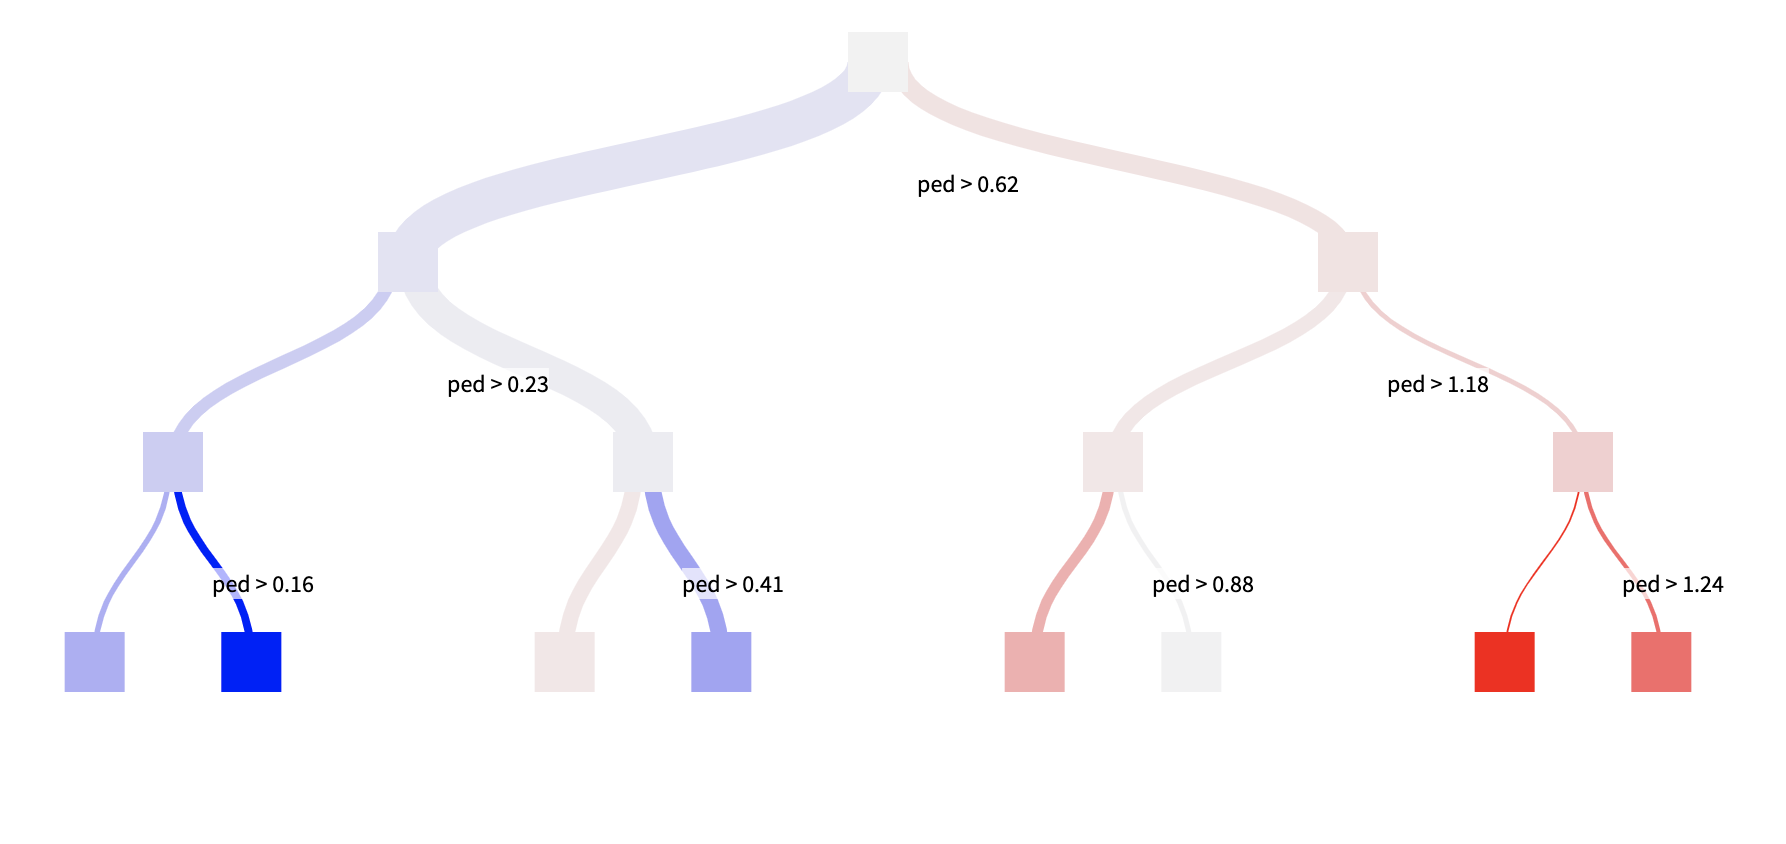 ped > 0.62
ped > 0.23
ped > 1.18
ped > 0.16
ped > 0.41
ped > 0.88
ped > 1.24